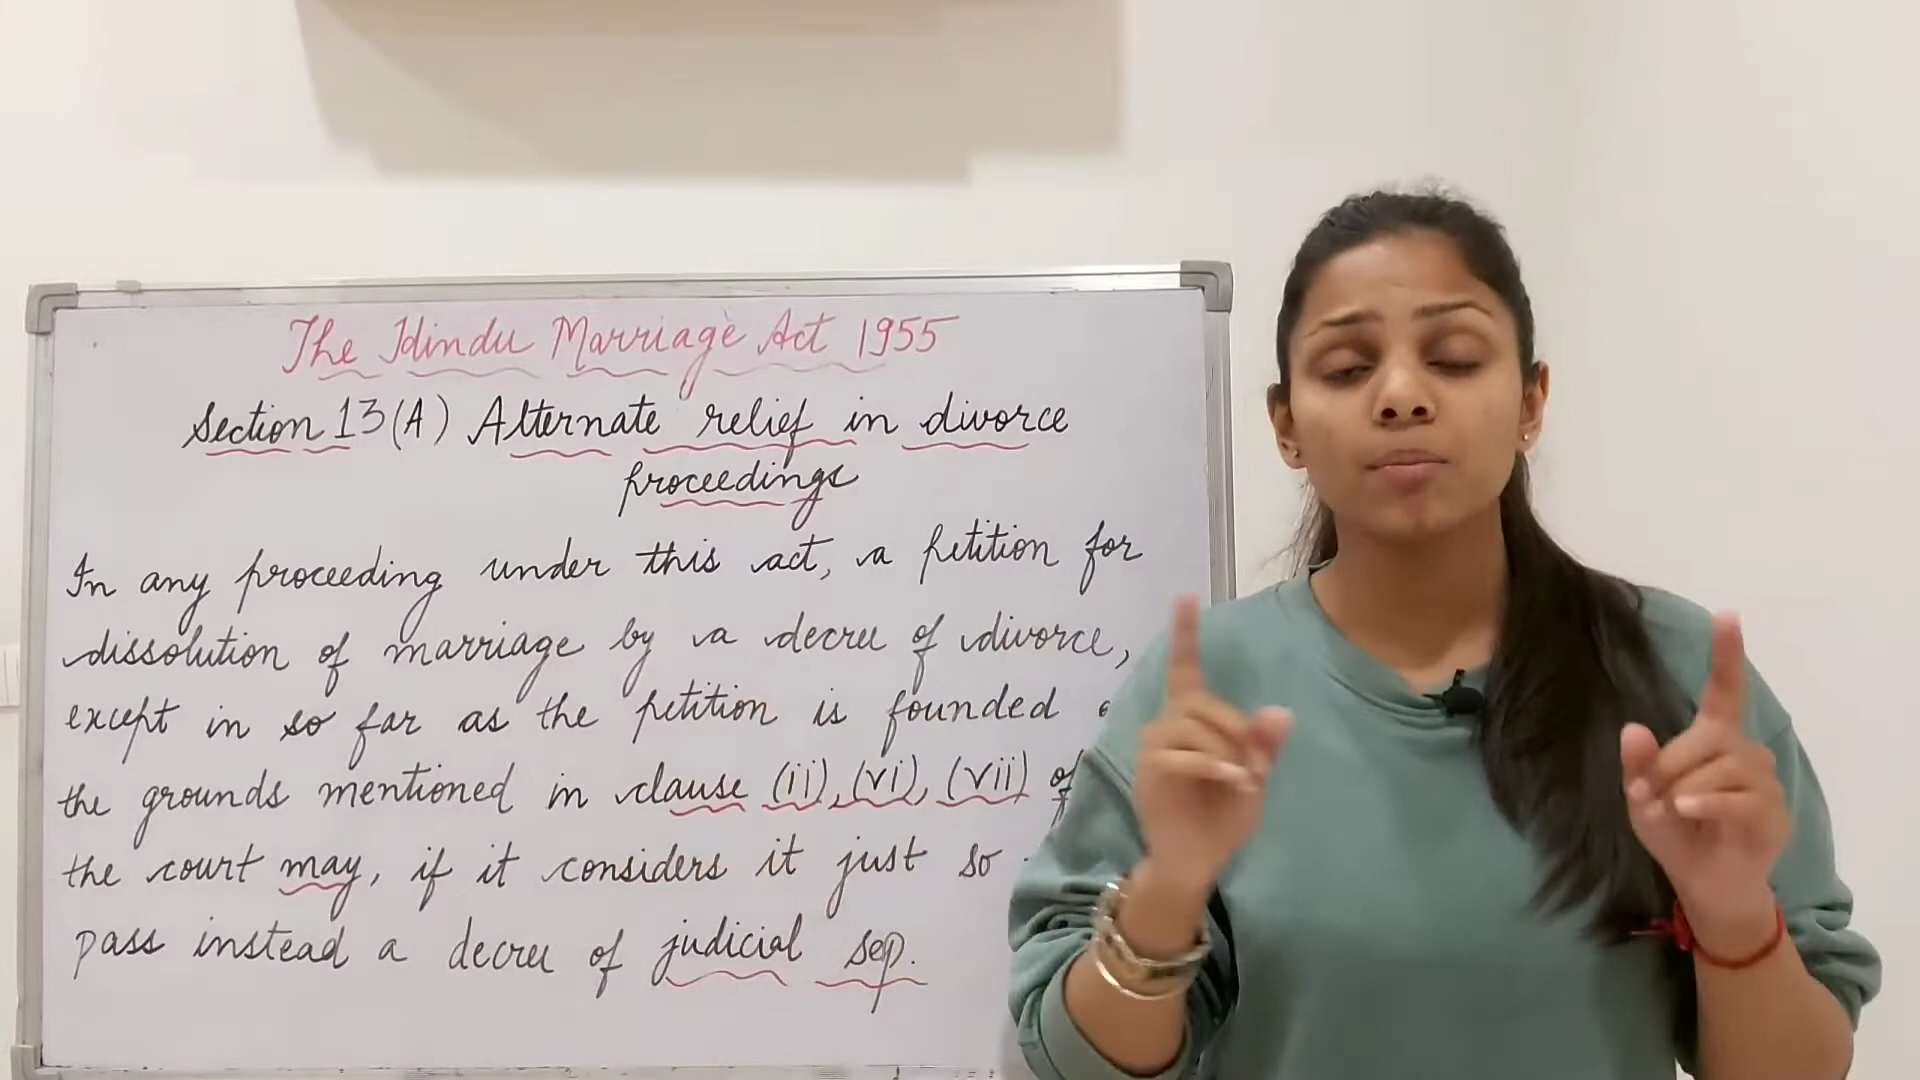 The Hindu Marriage Act 1955
Section 13(A) Alternate relief in divorce
proceedings
In any proceeding under this act, a petition for
dissolution of marriage by a decree of divorce,
except in so far as the petition is founded
the grounds mentioned in clause (ii), (vi), (vii) of
the court may, if it considers it just so
pass instead a decree of judicial sep.